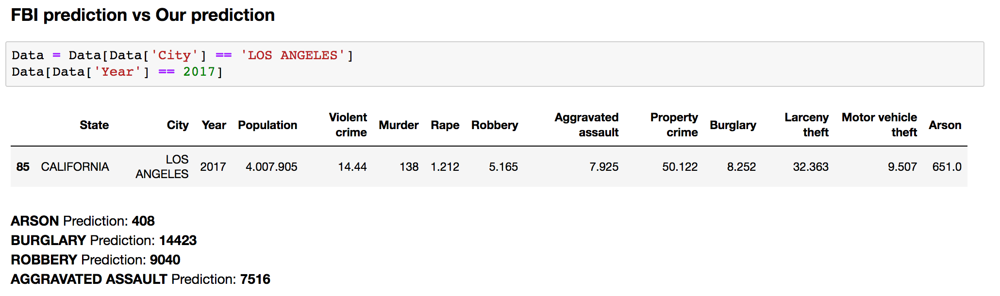 FBI prediction vs Our prediction
Data = Data[Data['City'] == 'LOS ANGELES']
Data[Data['Year'] == 2017]
State City Year Population Violent crime Murder Rape Robbery Aggravated assault Property crime Burglary Larceny theft Motor vehicle theft Arson
85 CALIFORNIA LOS ANGELES 2017 4.007.905 14.44 138 1.212 5.165 7.925 50.122 8.252 32.363 9.507 651.0
ARSON Prediction: 408
BURGLARY Prediction: 14423
ROBBERY Prediction: 9040
AGGRAVATED ASSAULT Prediction: 7516